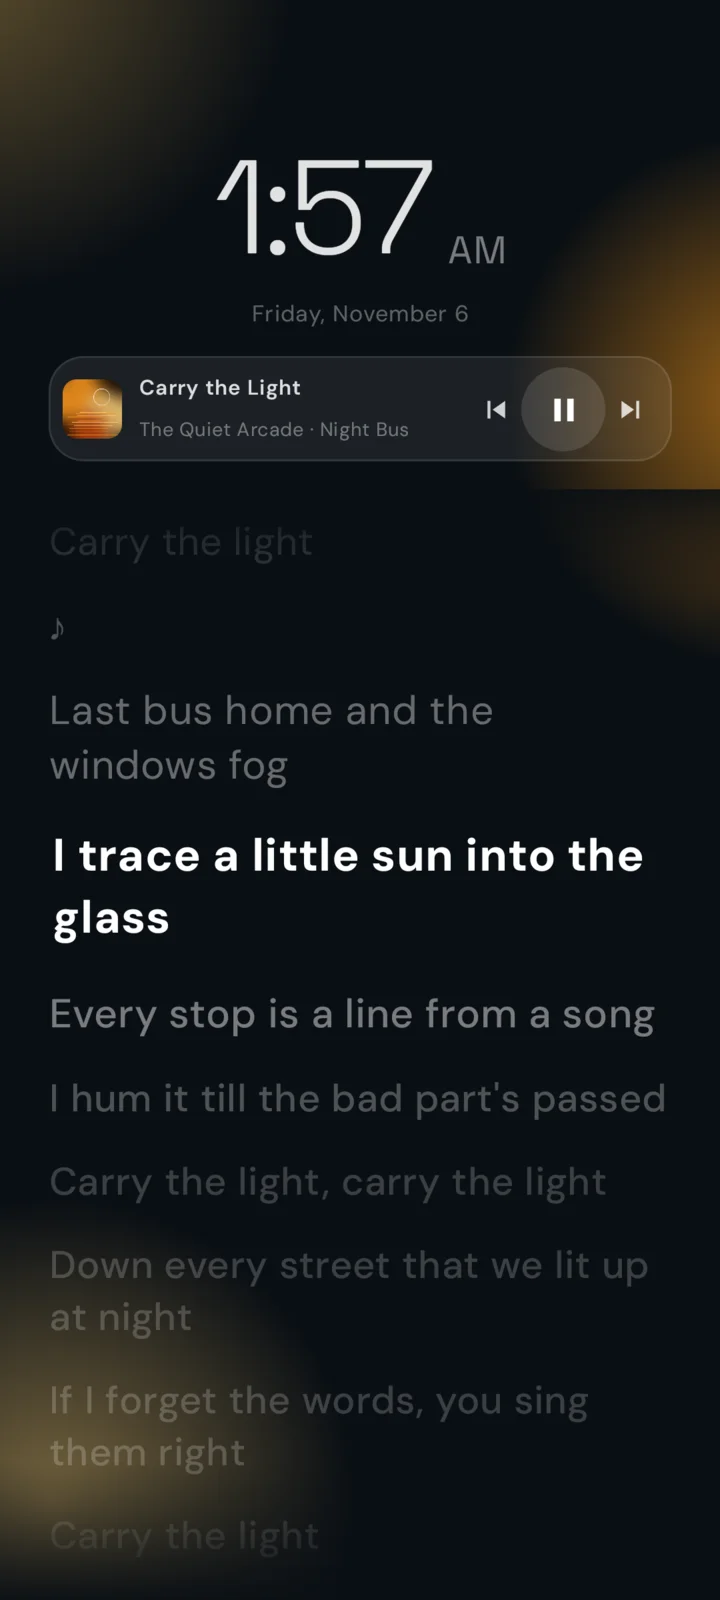 1:57 AM
Friday, November 6
Carry the Light
The Quiet Arcade · Night Bus
Carry the light
♪
Last bus home and the
windows fog
I trace a little sun into the
glass
Every stop is a line from a song
I hum it till the bad part's passed
Carry the light, carry the light
Down every street that we lit up
at night
If I forget the words, you sing
them right
Carry the light